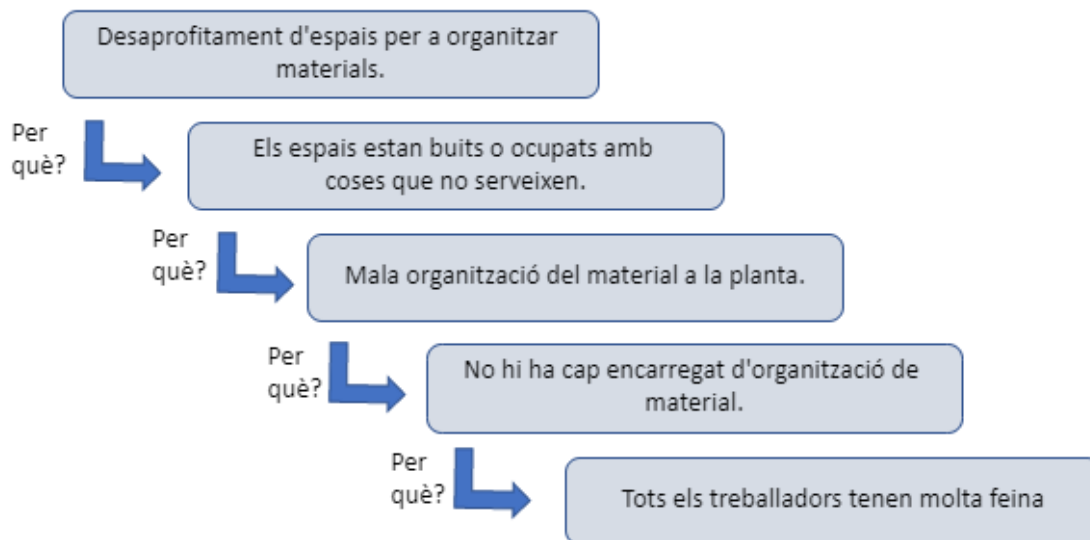 Desaprofitament d'espais per a organitzar
materials.
Per
què?
Els espais estan buits o ocupats amb
coses que no serveixen.
Per
què?
Mala organització del material a la planta.
Per
què?
No hi ha cap encarregat d'organització de
material.
Per
què?
Tots els treballadors tenen molta feina